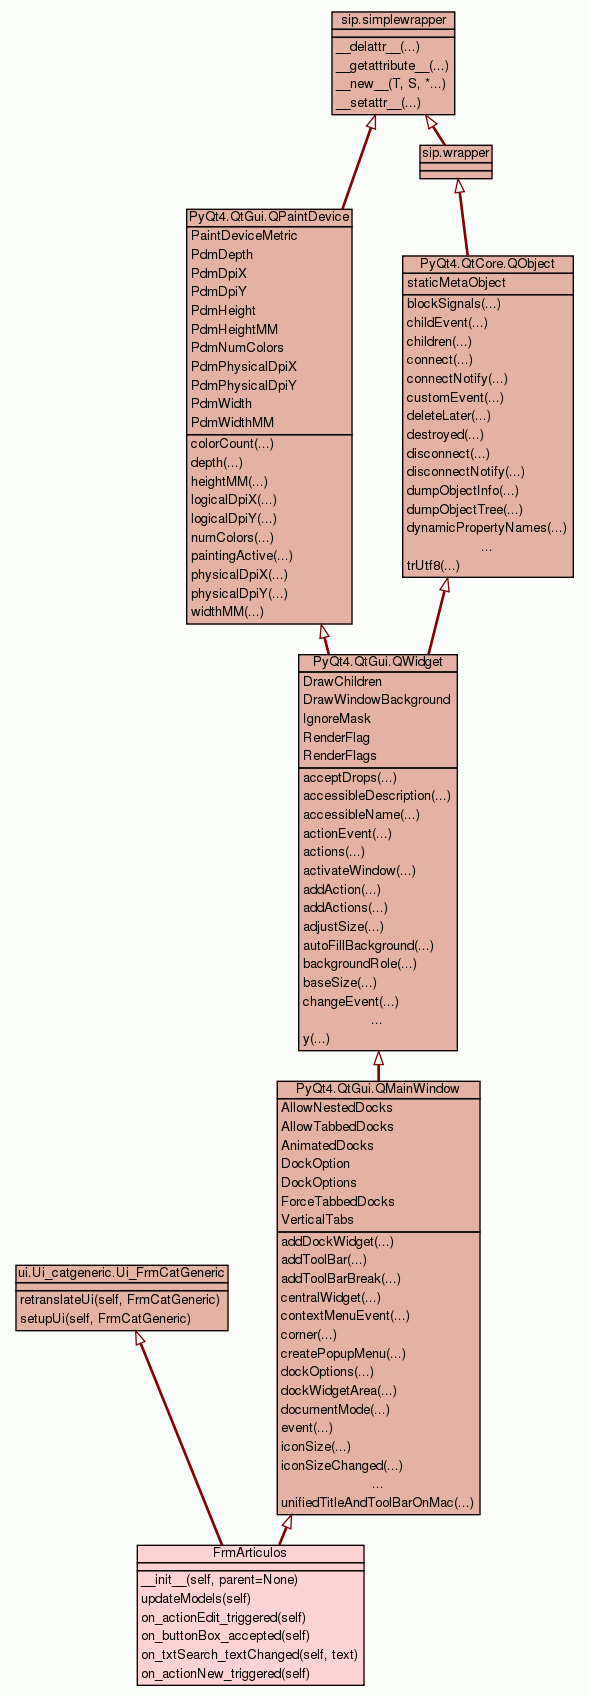 sip.simplewrapper
__delattr__(...)
__getattribute__(...)
__new__(T, S, *...)
__setattr__(...)
sip.wrapper
PyQt4.QtGui.QPaintDevice
PaintDeviceMetric
PdmDepth
PdmDpiX
PdmDpiY
PdmHeight
PdmHeightMM
PdmNumColors
PdmPhysicalDpiX
PdmPhysicalDpiY
PdmWidth
PdmWidthMM
colorCount(...)
depth(...)
heightMM(...)
logicalDpiX(...)
logicalDpiY(...)
numColors(...)
paintingActive(...)
physicalDpiX(...)
physicalDpiY(...)
widthMM(...)
PyQt4.QtCore.QObject
staticMetaObject
blockSignals(...)
childEvent(...)
children(...)
connect(...)
connectNotify(...)
customEvent(...)
deleteLater(...)
destroyed(...)
disconnect(...)
disconnectNotify(...)
dumpObjectInfo(...)
dumpObjectTree(...)
dynamicPropertyNames(...)
...
trUtf8(...)
PyQt4.QtGui.QWidget
DrawChildren
DrawWindowBackground
IgnoreMask
RenderFlag
RenderFlags
acceptDrops(...)
accessibleDescription(...)
accessibleName(...)
actionEvent(...)
actions(...)
activateWindow(...)
addAction(...)
addActions(...)
adjustSize(...)
autoFillBackground(...)
backgroundRole(...)
baseSize(...)
changeEvent(...)
...
y(...)
PyQt4.QtGui.QMainWindow
AllowNestedDocks
AllowTabbedDocks
AnimatedDocks
DockOption
DockOptions
ForceTabbedDocks
VerticalTabs
addDockWidget(...)
addToolBar(...)
addToolBarBreak(...)
centralWidget(...)
contextMenuEvent(...)
corner(...)
createPopupMenu(...)
dockOptions(...)
dockWidgetArea(...)
documentMode(...)
event(...)
iconSize(...)
iconSizeChanged(...)
...
unifiedTitleAndToolBarOnMac(...)
ui.Ui_catgeneric.Ui_FrmCatGeneric
retranslateUi(self, FrmCatGeneric)
setupUi(self, FrmCatGeneric)
FrmArticulos
__init__(self, parent=None)
updateModels(self)
on_actionEdit_triggered(self)
on_buttonBox_accepted(self)
on_txtSearch_textChanged(self, text)
on_actionNew_triggered(self)